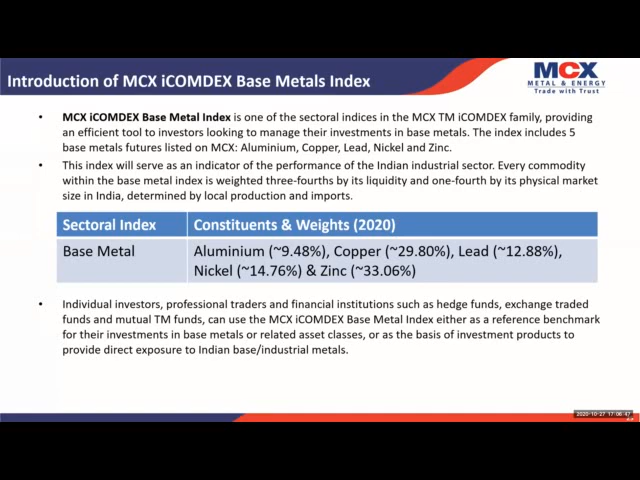 Introduction of MCX iCOMDEX Base Metals Index
MCX
METAL & ENERGY
Trade with Trust
• MCX iCOMDEX Base Metal Index is one of the sectoral indices in the MCX TM iCOMDEX family, providing
an efficient tool to investors looking to manage their investments in base metals. The index includes 5
base metals futures listed on MCX: Aluminium, Copper, Lead, Nickel and Zinc.
• This index will serve as an indicator of the performance of the Indian industrial sector. Every commodity
within the base metal index is weighted three-fourths by its liquidity and one-fourth by its physical market
size in India, determined by local production and imports.
Sectoral Index Constituents & Weights (2020)
Base Metal Aluminium (~9.48%), Copper (~29.80%), Lead (~12.88%),
Nickel (~14.76%) & Zinc (~33.06%)
• Individual investors, professional traders and financial institutions such as hedge funds, exchange traded
funds and mutual TM funds, can use the MCX iCOMDEX Base Metal Index either as a reference benchmark
for their investments in base metals or related asset classes, or as the basis of investment products to
provide direct exposure to Indian base/industrial metals.
2020-10-27 17:06:47